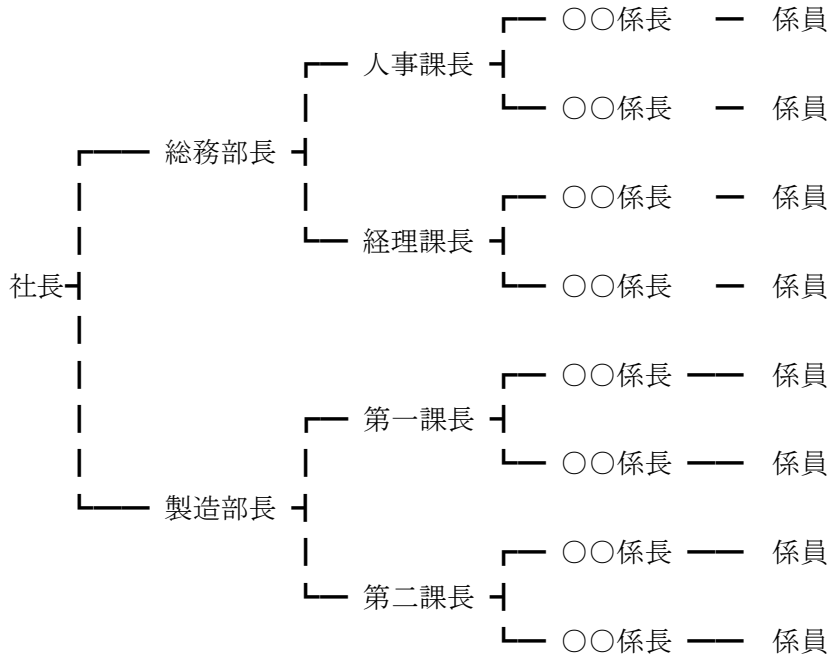 ○○係長 係員
人事課長
○○係長 係員
総務部長
○○係長 係員
経理課長
○○係長 係員
社長
○○係長 係員
第一課長
○○係長 係員
製造部長
○○係長 係員
第二課長
○○係長 係員